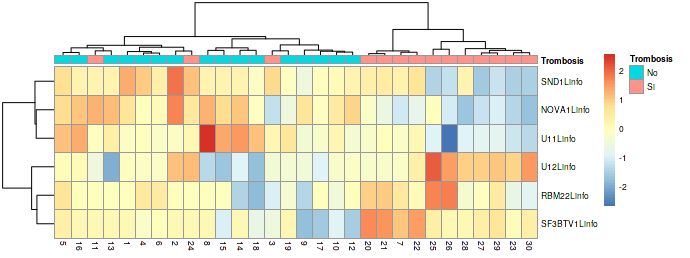 Trombosis
SND1Linfo
NOVA1Linfo
U11Linfo
U12Linfo
RBM22Linfo
SF3BTV1Linfo
5 16 11 13 1 4 6 2 24 8 15 14 18 3 19 9 17 10 12 20 21 7 22 25 26 28 27 29 23 30
2
1
0
-1
-2
Trombosis
No
SI